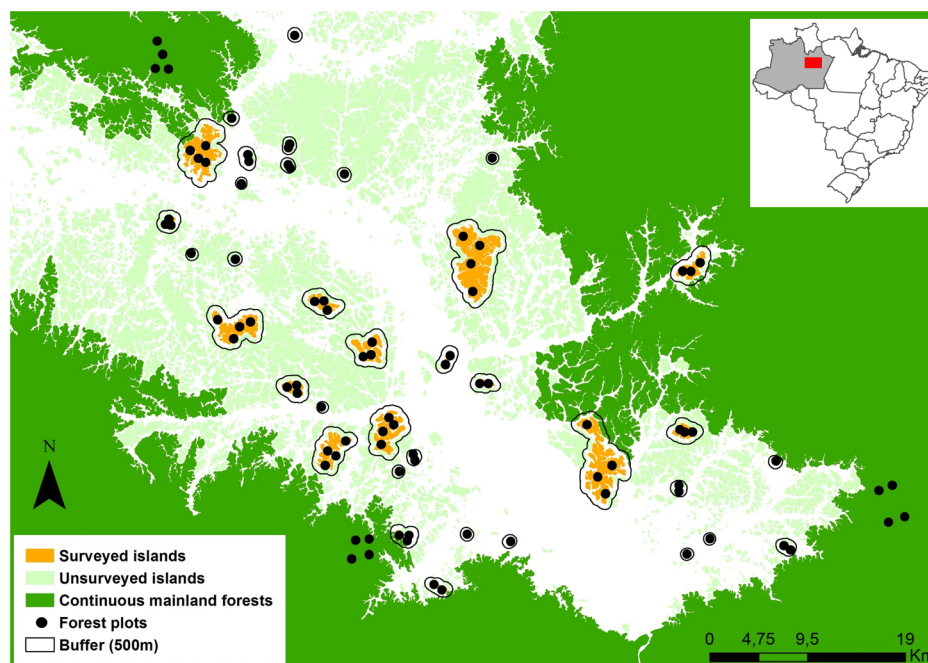 N
Surveyed islands
Unsurveyed islands
Continuous mainland forests
Forest plots
Buffer (500m)
0 4,75 9,5 19
Km